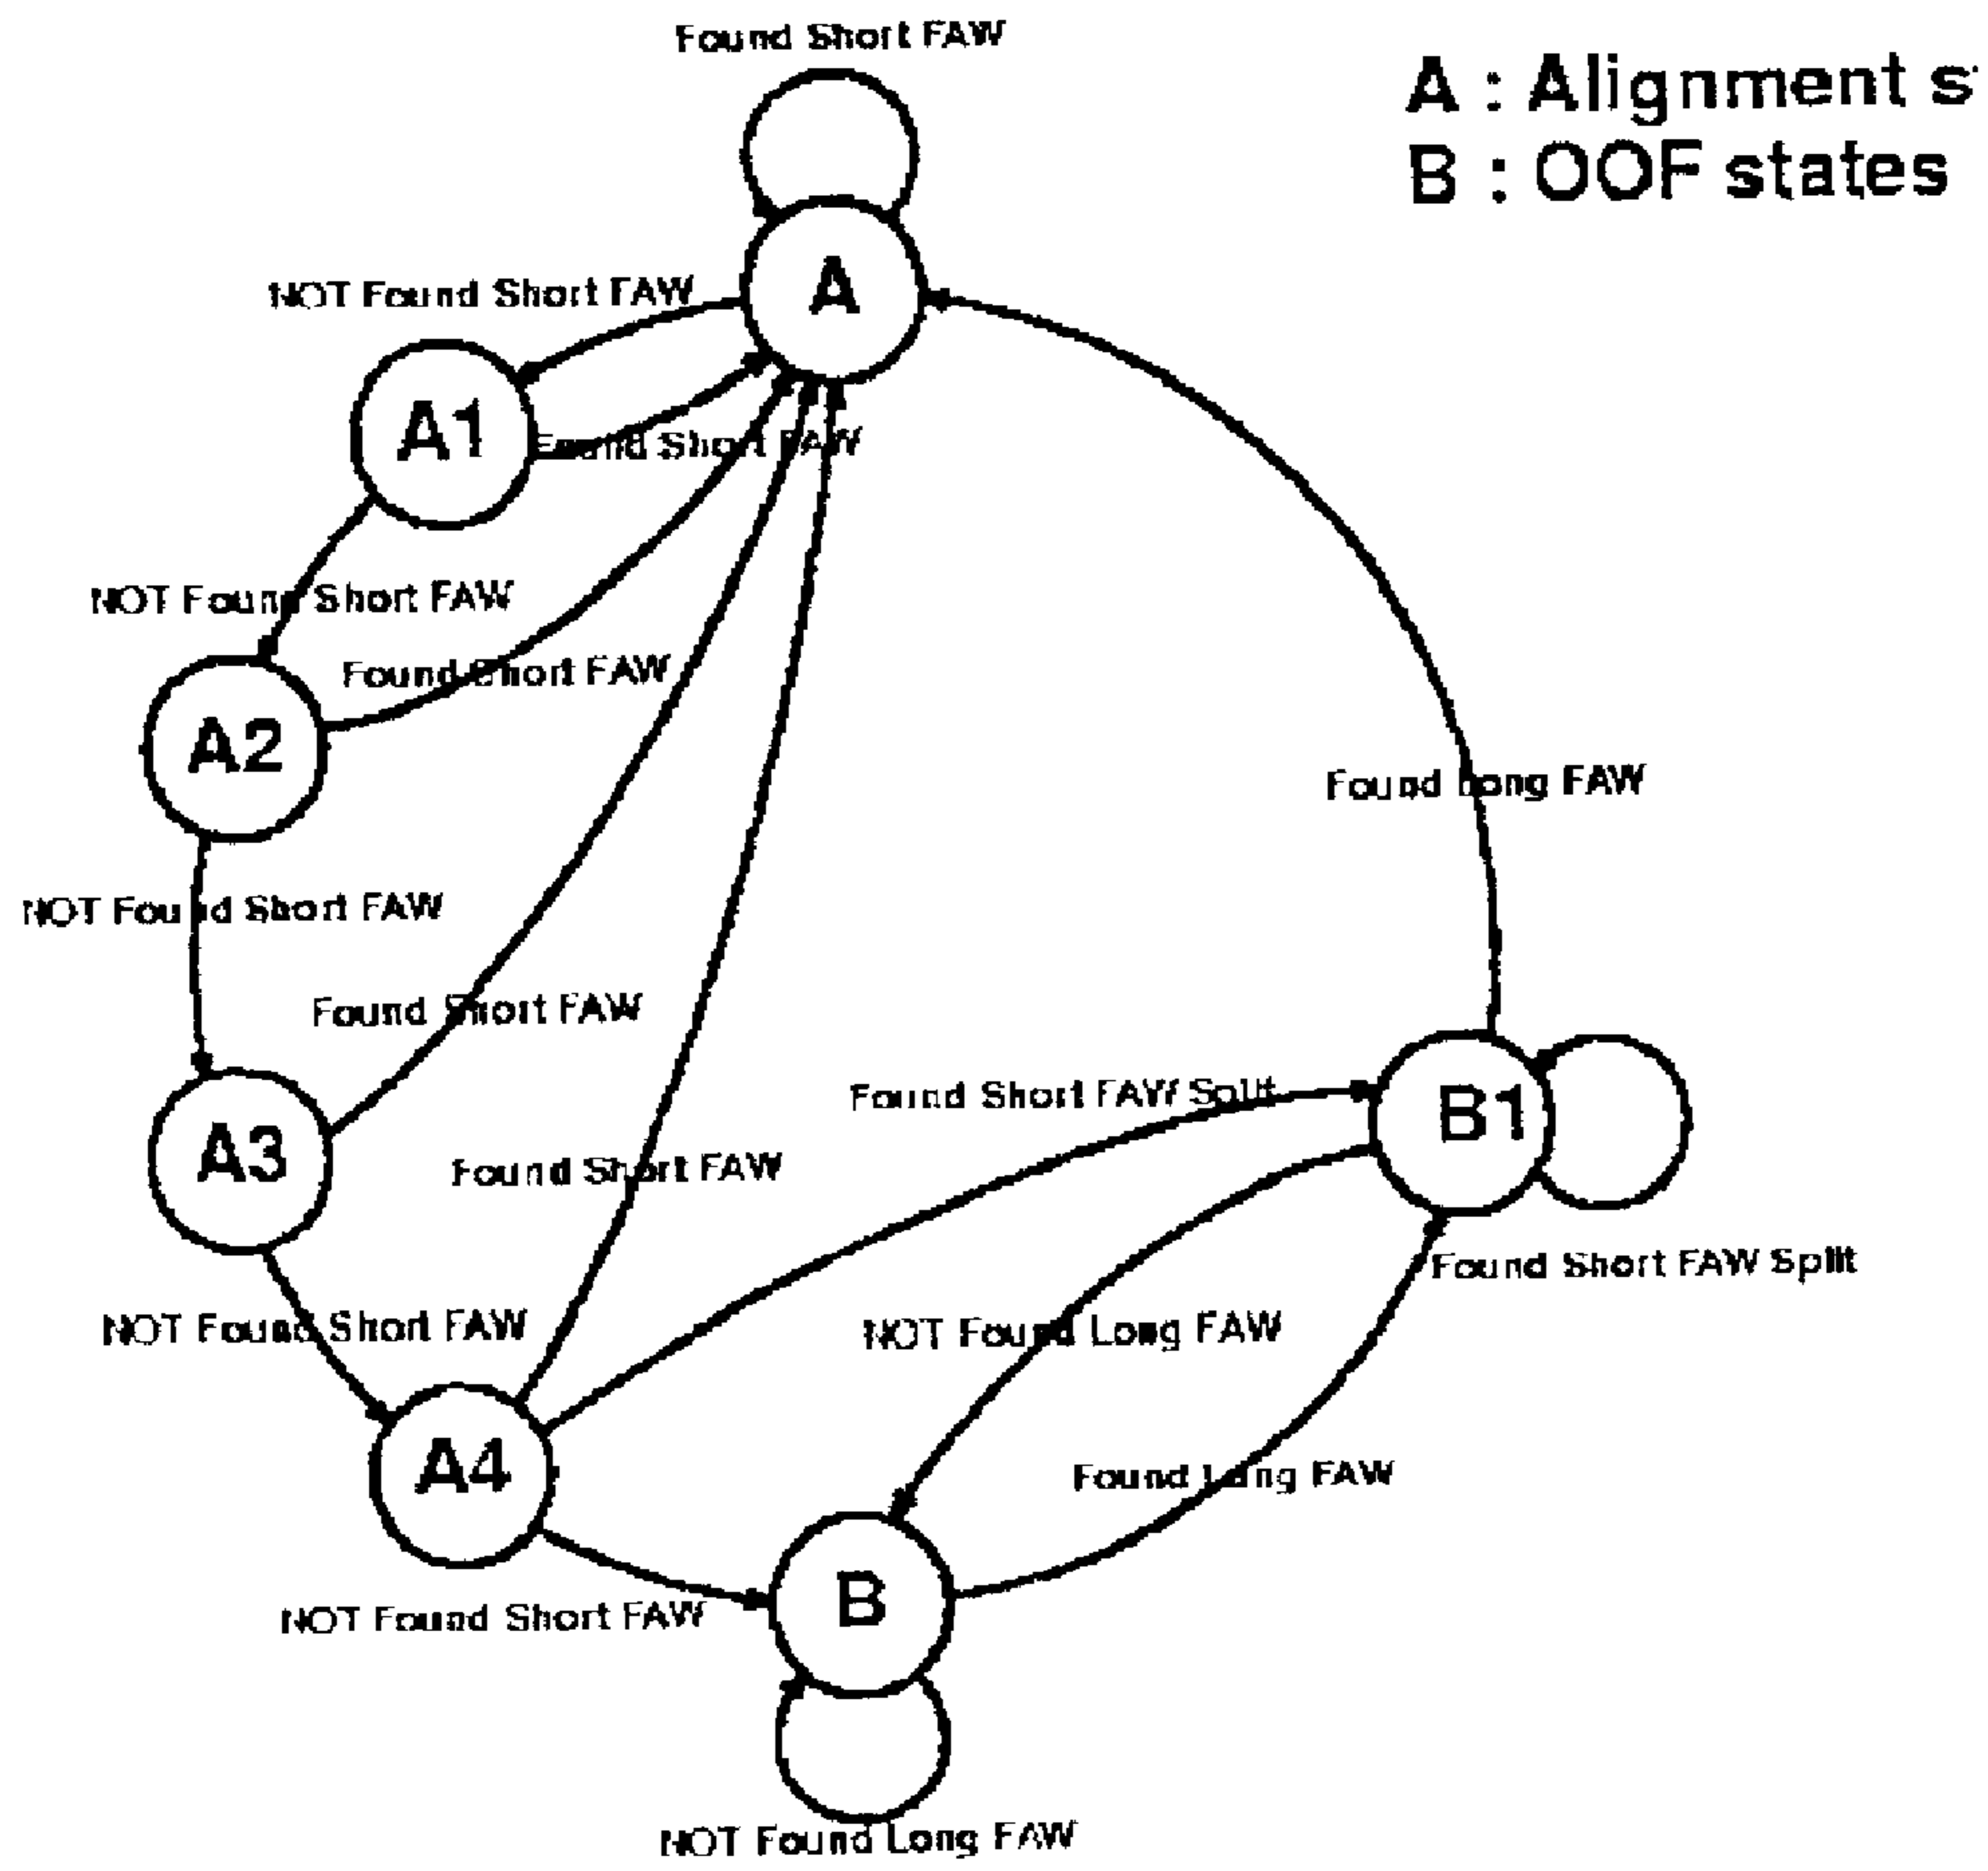 Found Short FAW
A : Alignment s
B : OOF states
A
NOT Found Short FAW
A1
Found Short FAW
NOT Found Short FAW
Found Short FAW
A2
Found Long FAW
NOT Found Short FAW
Found Short FAW
Found Short FAW Split
B1
A3
Found Short FAW
Found Short FAW Split
NOT Found Short FAW
NOT Found Long FAW
A4
Found Long FAW
B
NOT Found Short FAW
NOT Found Long FAW